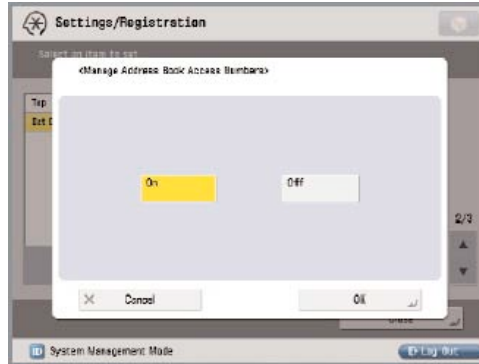 Settings/Registration
Select an item to set.
<Manage Address Book Access Numbers>
Top
On
Off
2/3
Cancel
OK
System Management Mode
Log Out